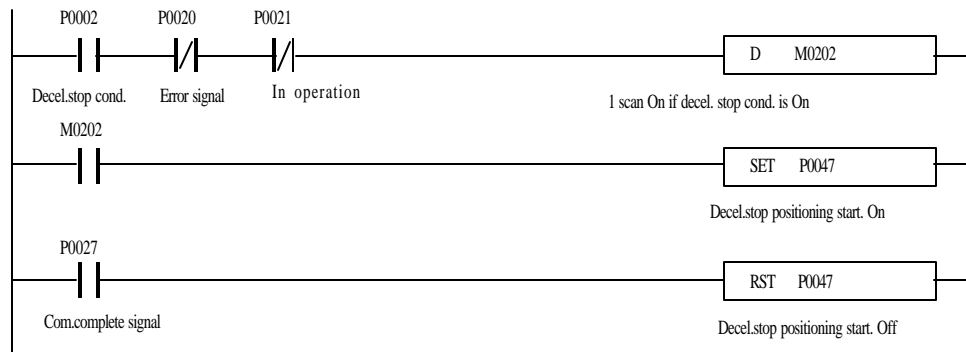 P0002 P0020 P0021
D M0202
Decel.stop cond. Error signal In operation
1 scan On if decel. stop cond. is On
M0202
SET P0047
Decel.stop positioning start. On
P0027
RST P0047
Com.complete signal
Decel.stop positioning start. Off